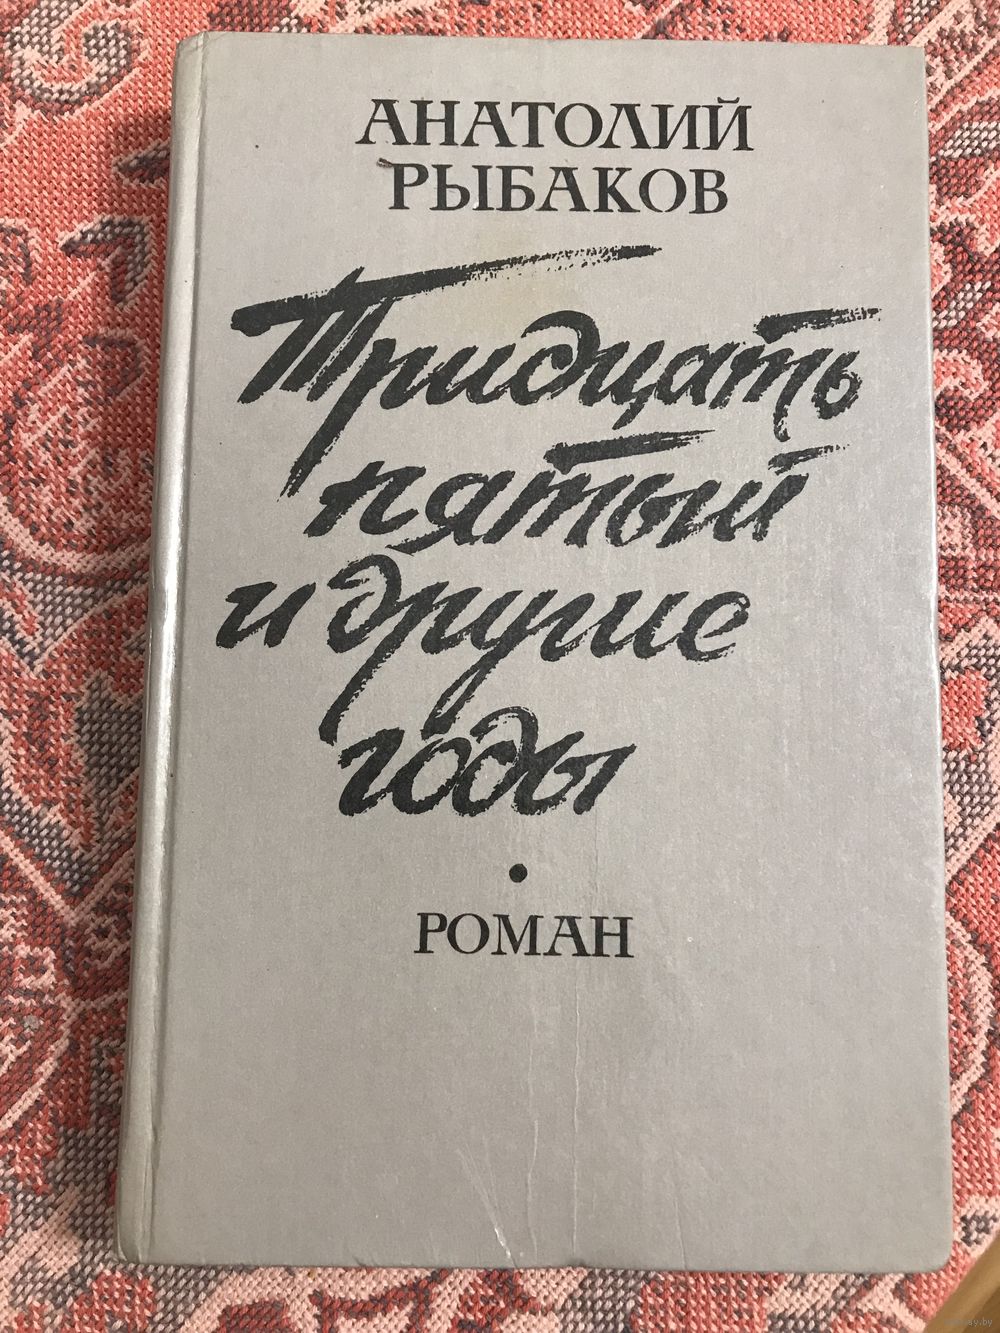 АНАТОЛИЙ
РЫБАКОВ
Тридцать
пятый
и другие
годы
•
РОМАН